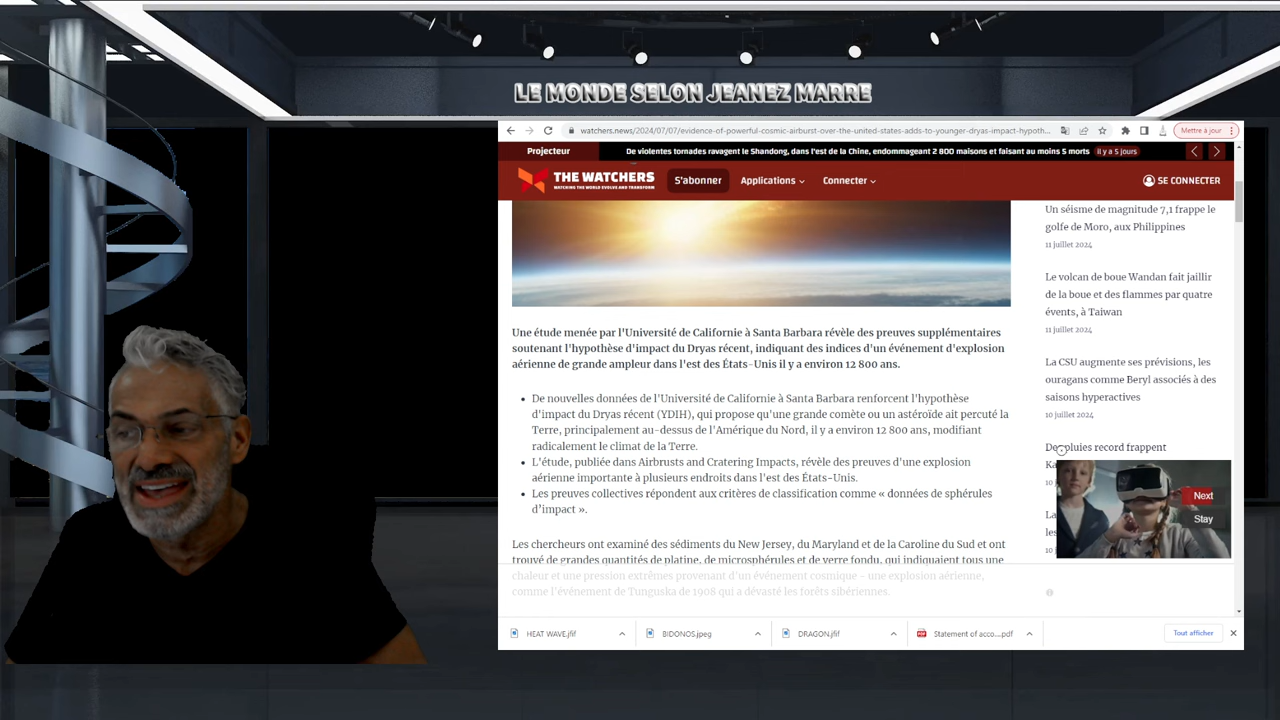 LE MONDE SELON JEANEZ MARRE
watchers.news/2024/07/07/evidence-of-powerful-cosmic-airburst-over-the-united-states-adds-to-younger-dryas-impact-hypoth...
Mettre à jour
Projecteur
De violentes tornades ravagent le Shandong, dans l'est de la Chine, endommageant 2 800 maisons et faisant au moins 5 morts
Il y a 5 jours
THE WATCHERS
WATCHING THE WORLD EVOLVE AND TRANSFORM
S'abonner
Applications
Connecter
SE CONNECTER
Une étude menée par l'Université de Californie à Santa Barbara révèle des preuves supplémentaires
soutenant l'hypothèse d'impact du Dryas récent, indiquant des indices d'un événement d'explosion
aérienne de grande ampleur dans l'est des États-Unis il y a environ 12 800 ans.
• De nouvelles données de l'Université de Californie à Santa Barbara renforcent l'hypothèse
d'impact du Dryas récent (YDIH), qui propose qu'une grande comète ou un astéroïde ait percuté la
Terre, principalement au-dessus de l'Amérique du Nord, il y a environ 12 800 ans, modifiant
radicalement le climat de la Terre.
• L'étude, publiée dans Airbrusts and Cratering Impacts, révèle des preuves d'une explosion
aérienne importante à plusieurs endroits dans l'est des États-Unis.
• Les preuves collectives répondent aux critères de classification comme « données de sphérules
d'impact ».
Les chercheurs ont examiné des sédiments du New Jersey, du Maryland et de la Caroline du Sud et ont
trouvé de grandes quantités de platine, de microsphérules et de verre fondu, qui indiquaient tous une
chaleur et une pression extrêmes provenant d'un événement cosmique - une explosion aérienne,
comme l'événement de Tunguska de 1908 qui a dévasté les forêts sibériennes.
Un séisme de magnitude 7,1 frappe le
golfe de Moro, aux Philippines
11 juillet 2024
Le volcan de boue Wandan fait jaillir
de la boue et des flammes par quatre
évents, à Taiwan
11 juillet 2024
La CSU augmente ses prévisions, les
ouragans comme Beryl associés à des
saisons hyperactives
10 juillet 2024
De pluies record frappent
Ka
10
La
les
10
Next
Stay
HEAT WAVE.jfif
BIDONOS.jpeg
DRAGON.jfif
Statement of acco....pdf
Tout afficher